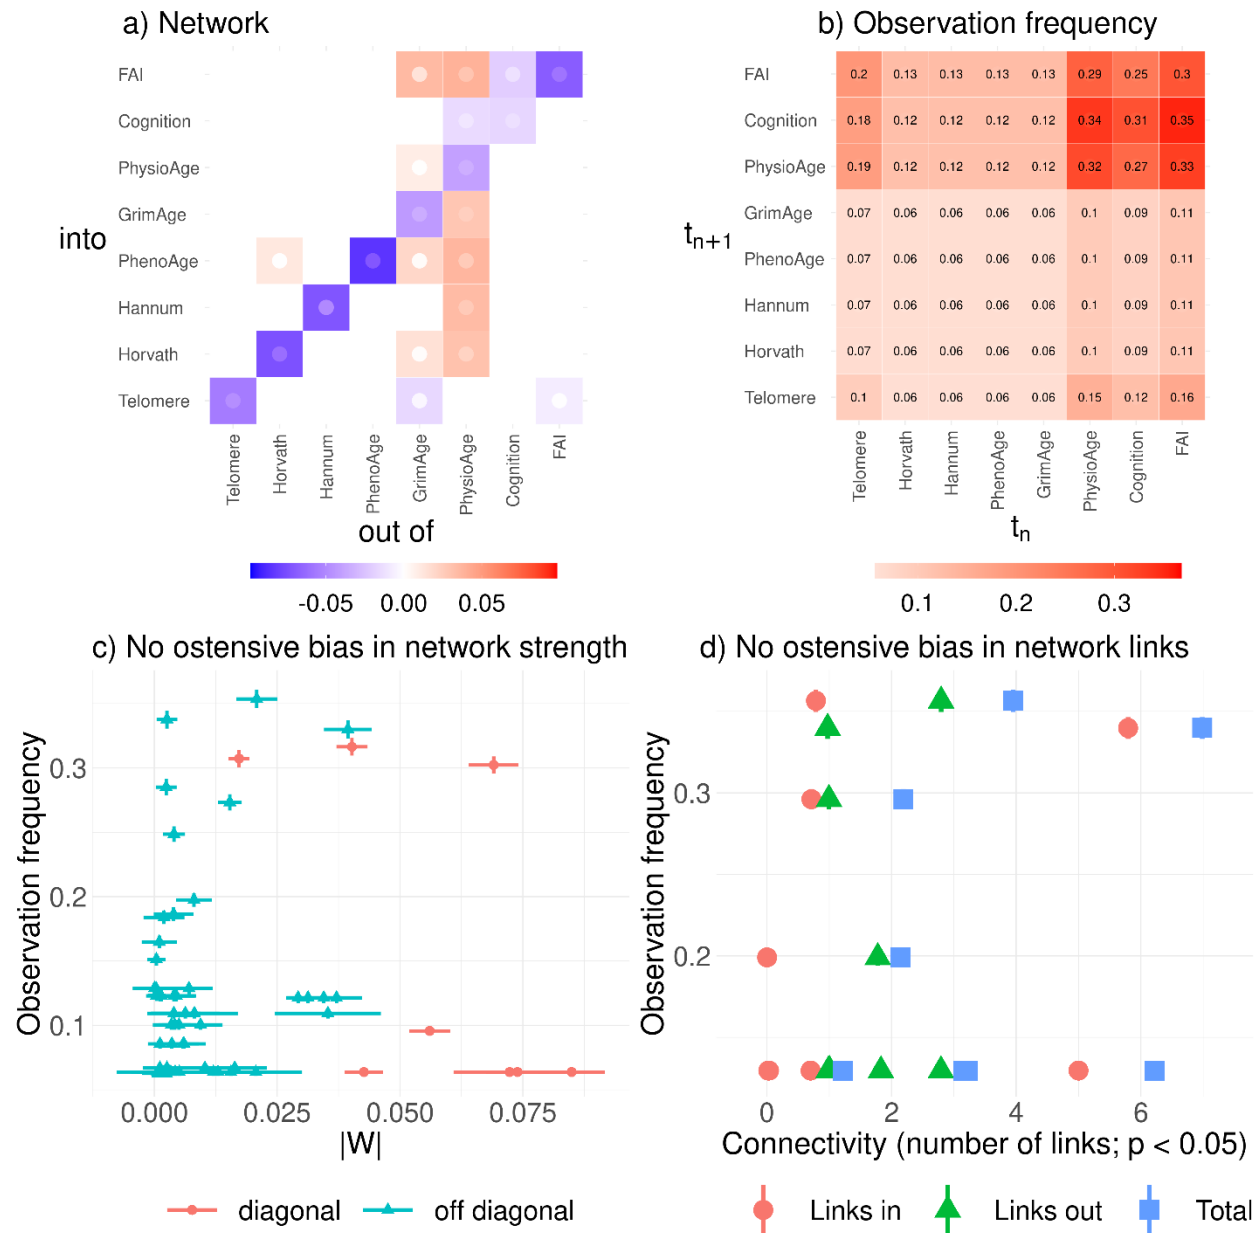 a) Network
FAI
Cognition
PhysioAge
GrimAge
PhenoAge
Hannum
Horvath
Telomere
into
Telomere
Horvath
Hannum
PhenoAge
GrimAge
PhysioAge
Cognition
FAI
out of
-0.05 0.00 0.05
b) Observation frequency
FAI 0.2 0.13 0.13 0.13 0.13 0.29 0.25 0.3
Cognition 0.18 0.12 0.12 0.12 0.12 0.34 0.31 0.35
PhysioAge 0.19 0.12 0.12 0.12 0.12 0.32 0.27 0.33
GrimAge 0.07 0.06 0.06 0.06 0.06 0.1 0.09 0.11
PhenoAge 0.07 0.06 0.06 0.06 0.06 0.1 0.09 0.11
Hannum 0.07 0.06 0.06 0.06 0.06 0.1 0.09 0.11
Horvath 0.07 0.06 0.06 0.06 0.06 0.1 0.09 0.11
Telomere 0.1 0.06 0.06 0.06 0.06 0.15 0.12 0.16
tn+1
Telomere
Horvath
Hannum
PhenoAge
GrimAge
PhysioAge
Cognition
FAI
tn
0.1 0.2 0.3
c) No ostensive bias in network strength
Observation frequency
0.3
0.2
0.1
0.000 0.025 0.050 0.075
|W|
diagonal off diagonal
d) No ostensive bias in network links
Observation frequency
0.3
0.2
0 2 4 6
Connectivity (number of links; p < 0.05)
Links in Links out Total